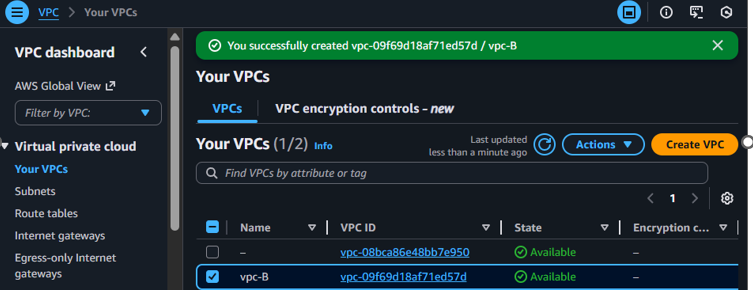 VPC > Your VPCs
VPC dashboard
AWS Global View
Filter by VPC:
Virtual private cloud
Your VPCs
Subnets
Route tables
Internet gateways
Egress-only Internet
gateways
You successfully created vpc-09f69d18af71ed57d / vpc-B
Your VPCs
VPCs VPC encryption controls - new
Your VPCs (1/2) Info
Last updated
less than a minute ago
Actions
Create VPC
Find VPCs by attribute or tag
1
Name VPC ID State Encryption c...
– vpc-08bca86e48bb7e950 Available –
vpc-B vpc-09f69d18af71ed57d Available –